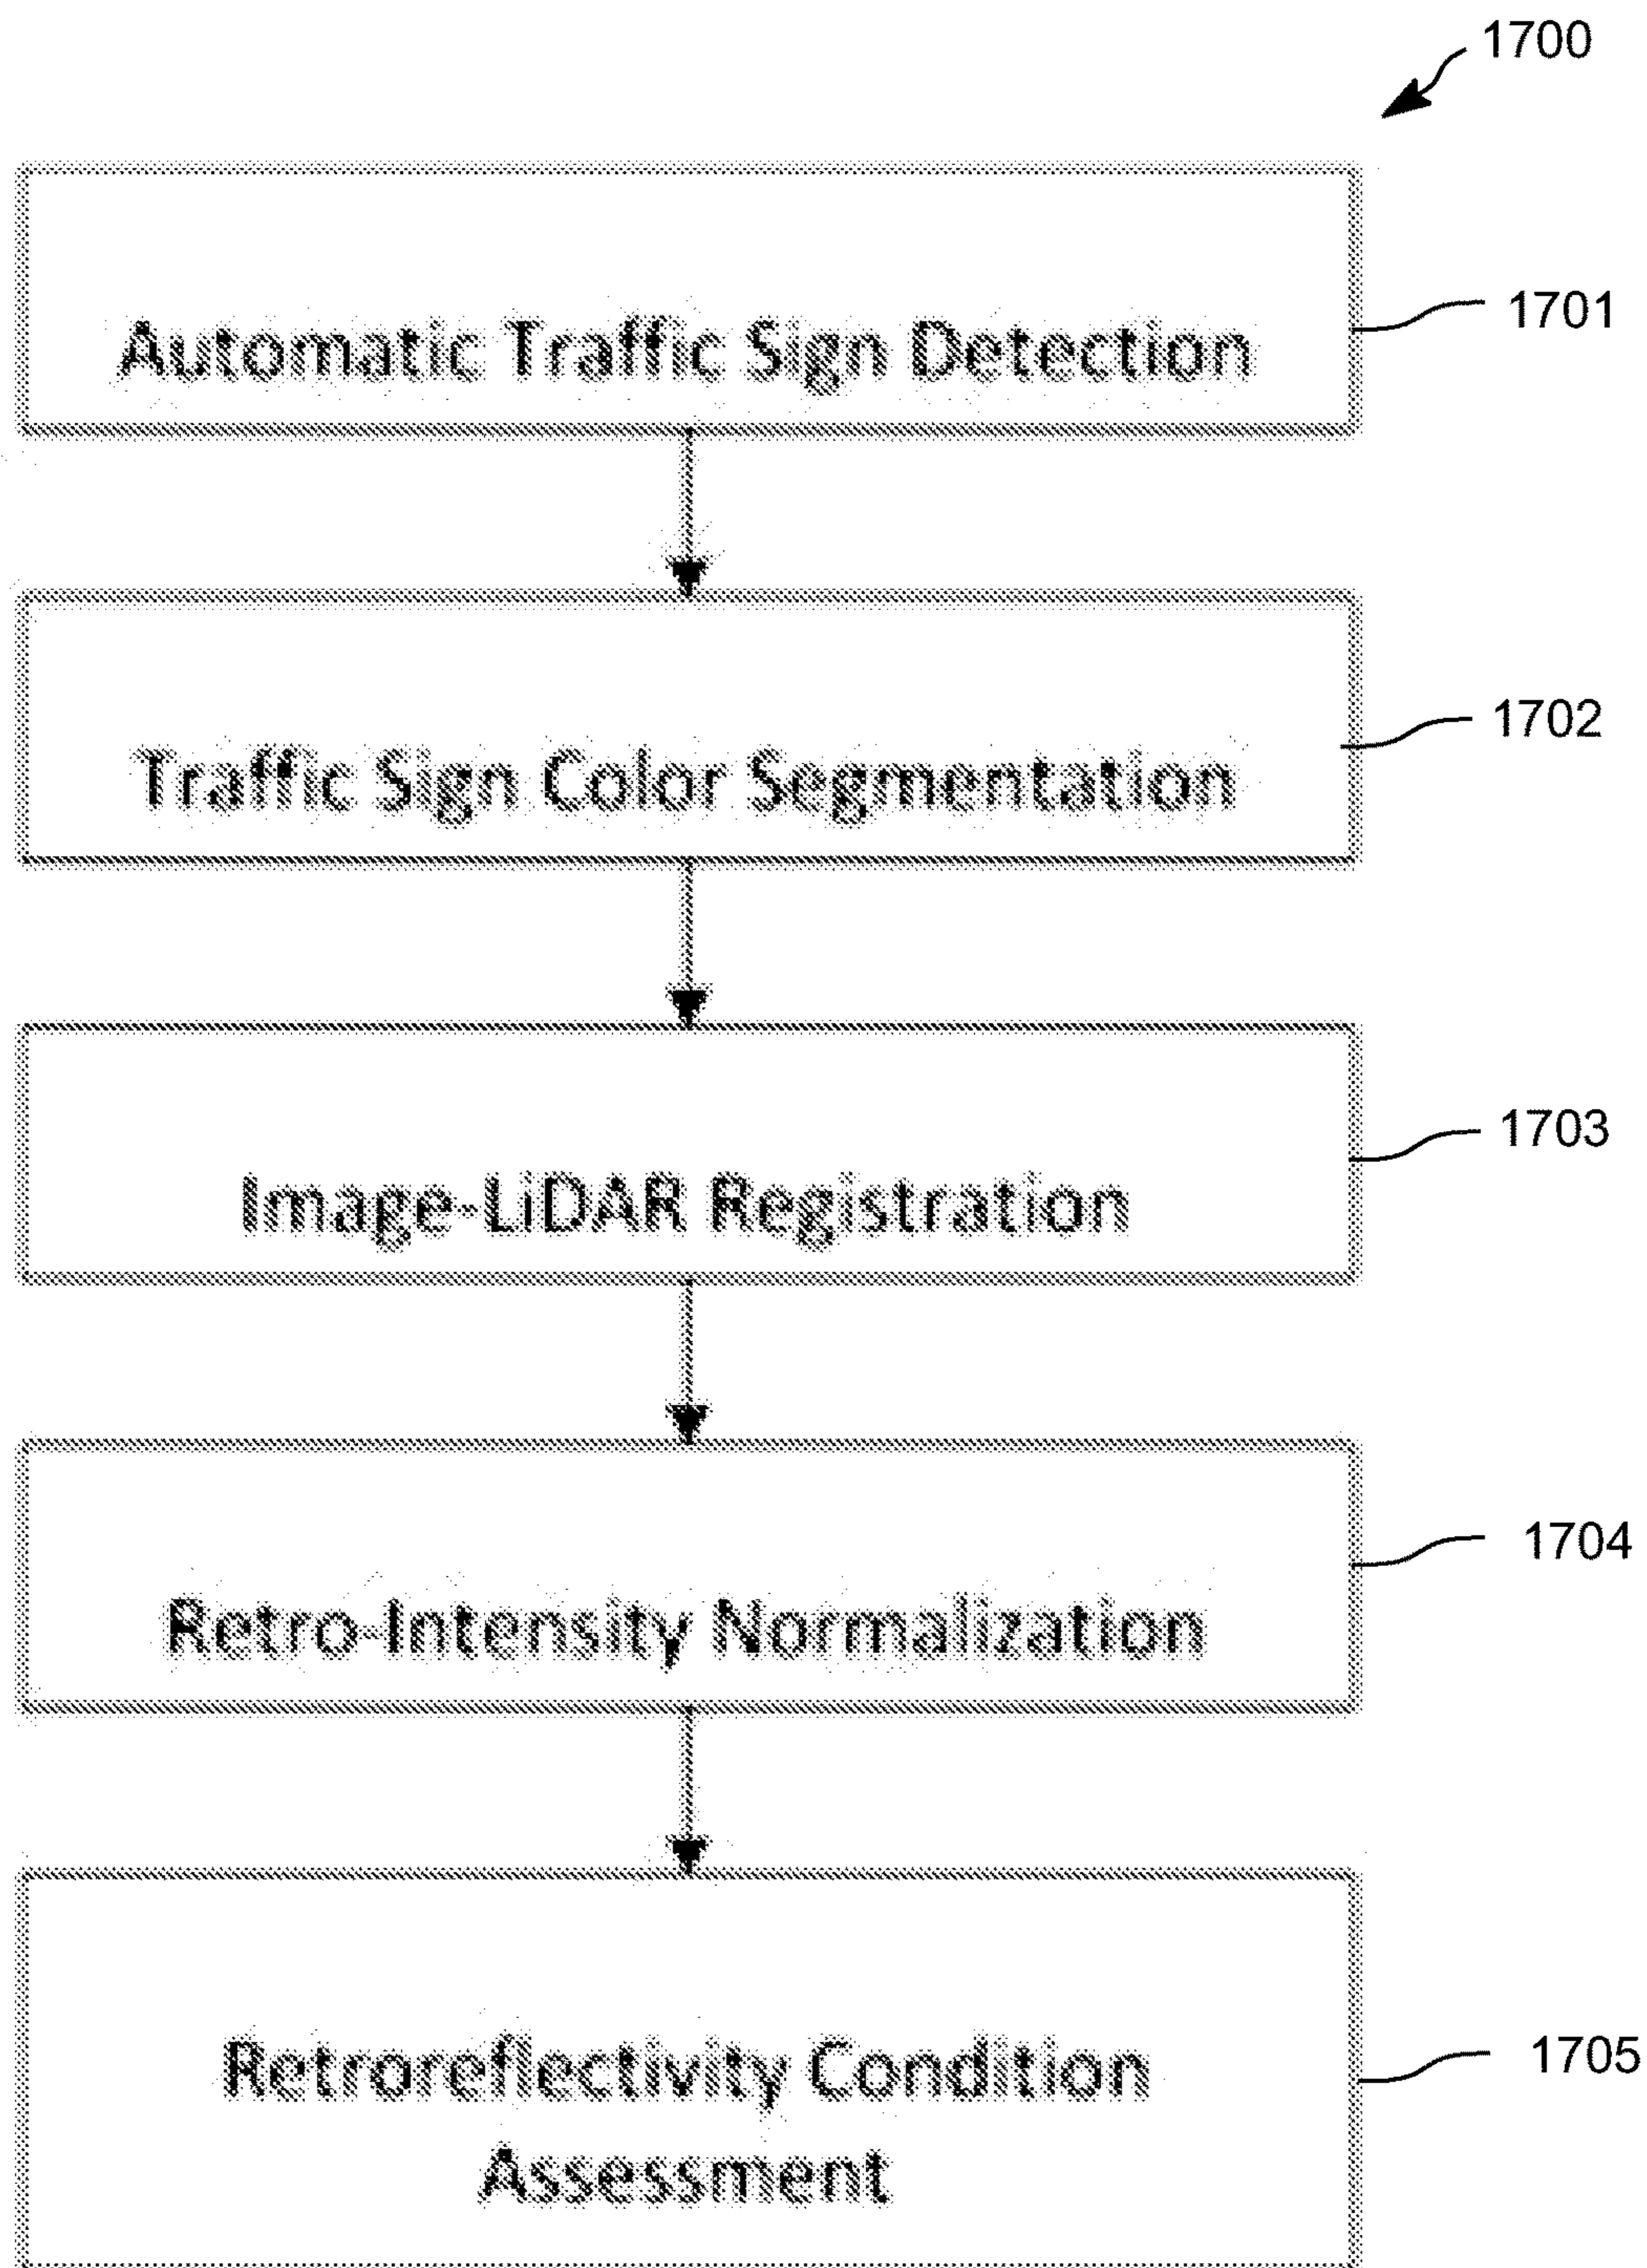 1700
Automatic Traffic Sign Detection
1701
Traffic Sign Color Segmentation
1702
Image-LiDAR Registration
1703
Retro-Intensity Normalization
1704
Retroreflectivity Condition
Assessment
1705